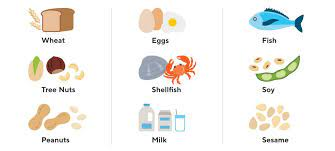 Wheat
Eggs
Fish
Tree Nuts
Shellfish
Soy
Peanuts
Milk
Sesame